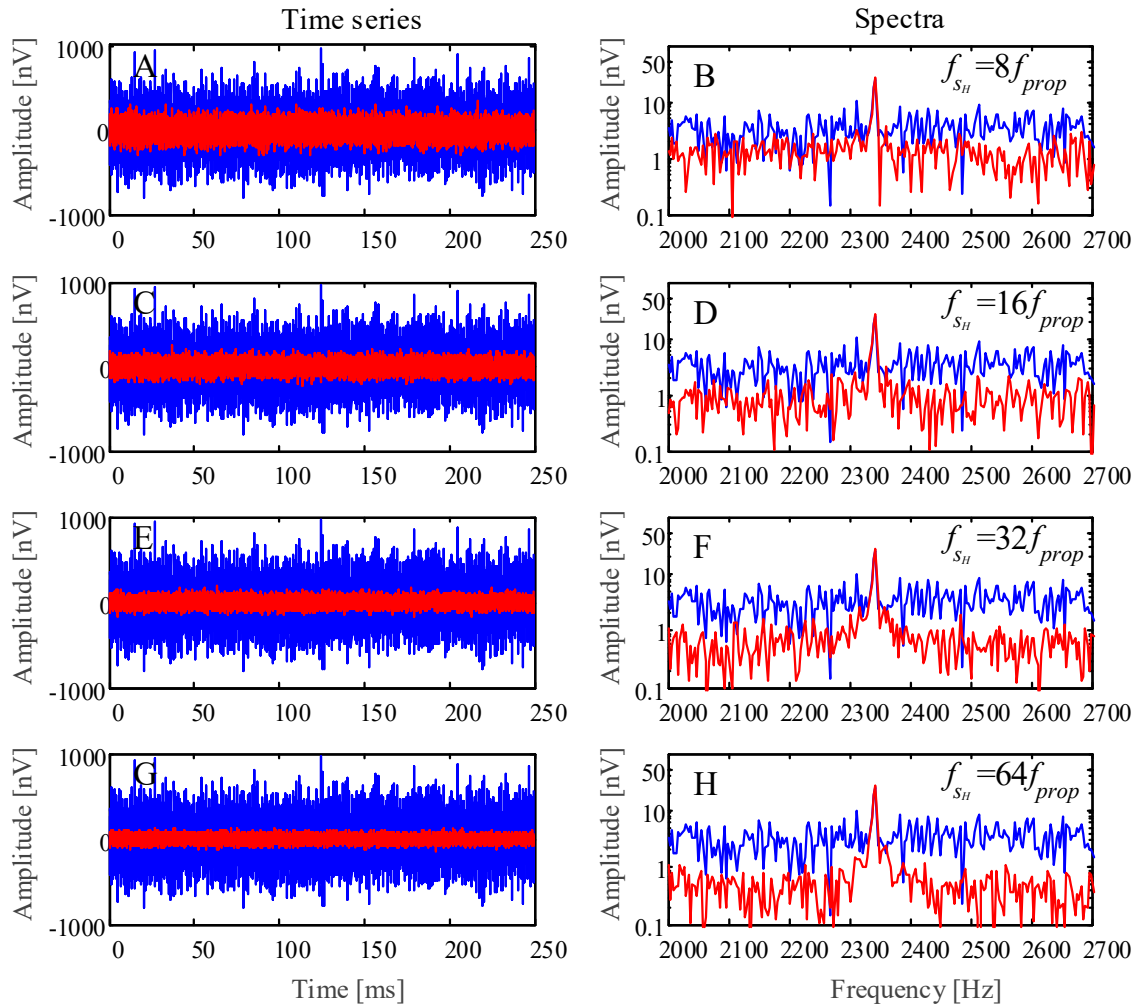 Time series
Spectra
Amplitude [nV]
1000
0
-1000
A
0 50 100 150 200 250
Amplitude [nV]
50
10
1
0.1
B
f_{s_H}=8f_{prop}
2000 2100 2200 2300 2400 2500 2600 2700
Amplitude [nV]
1000
0
-1000
C
0 50 100 150 200 250
Amplitude [nV]
50
10
1
0.1
D
f_{s_H}=16f_{prop}
2000 2100 2200 2300 2400 2500 2600 2700
Amplitude [nV]
1000
0
-1000
E
0 50 100 150 200 250
Amplitude [nV]
50
10
1
0.1
F
f_{s_H}=32f_{prop}
2000 2100 2200 2300 2400 2500 2600 2700
Amplitude [nV]
1000
0
-1000
G
0 50 100 150 200 250
Time [ms]
Amplitude [nV]
50
10
1
0.1
H
f_{s_H}=64f_{prop}
2000 2100 2200 2300 2400 2500 2600 2700
Frequency [Hz]